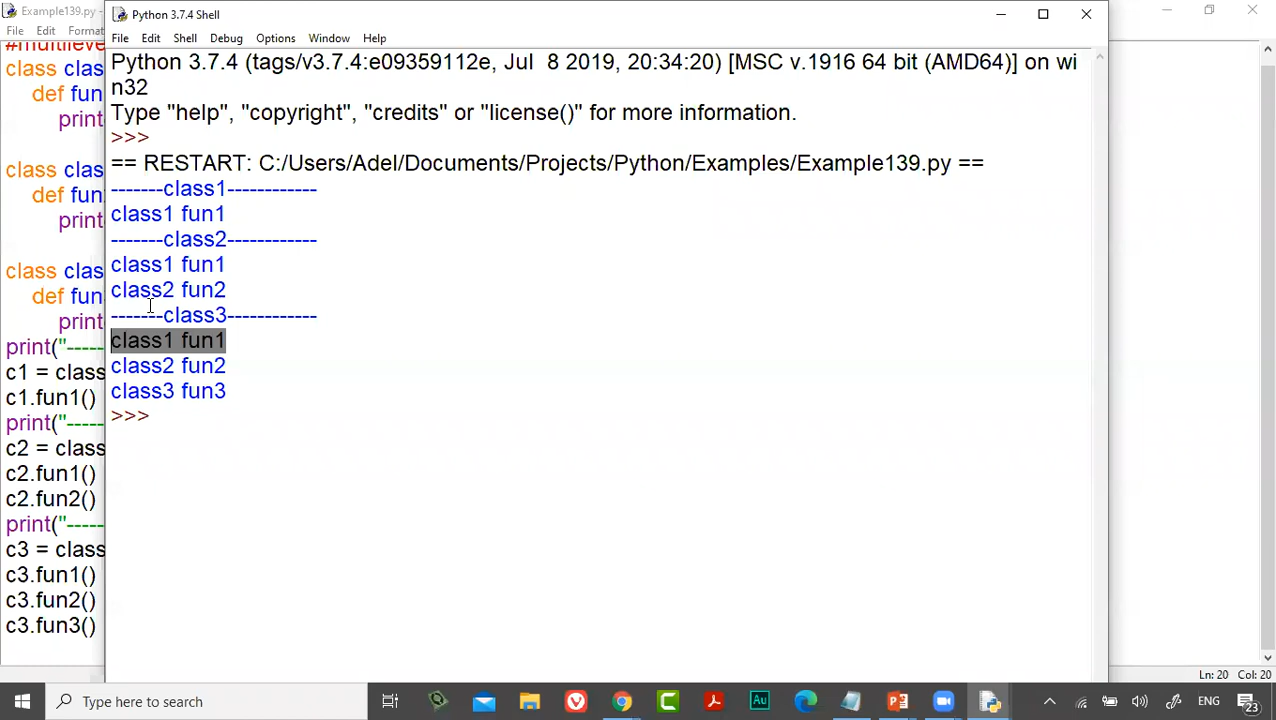 Example139.py -
Python 3.7.4 Shell
File Edit Format
File Edit Shell Debug Options Window Help
Python 3.7.4 (tags/v3.7.4:e09359112e, Jul  8 2019, 20:34:20) [MSC v.1916 64 bit (AMD64)] on wi
n32
Type "help", "copyright", "credits" or "license()" for more information.
>>>
== RESTART: C:/Users/Adel/Documents/Projects/Python/Examples/Example139.py ==
-------class1------------
class1 fun1
-------class2------------
class1 fun1
class2 fun2
-------class3------------
class1 fun1
class2 fun2
class3 fun3
>>>
#multileve
class clas
def fun
print
class clas
def fun
print
class clas
def fun
print
print("-----
c1 = class
c1.fun1()
print("-----
c2 = class
c2.fun1()
c2.fun2()
print("-----
c3 = class
c3.fun1()
c3.fun2()
c3.fun3()
Ln: 20 Col: 20
Type here to search
Au
ENG
23